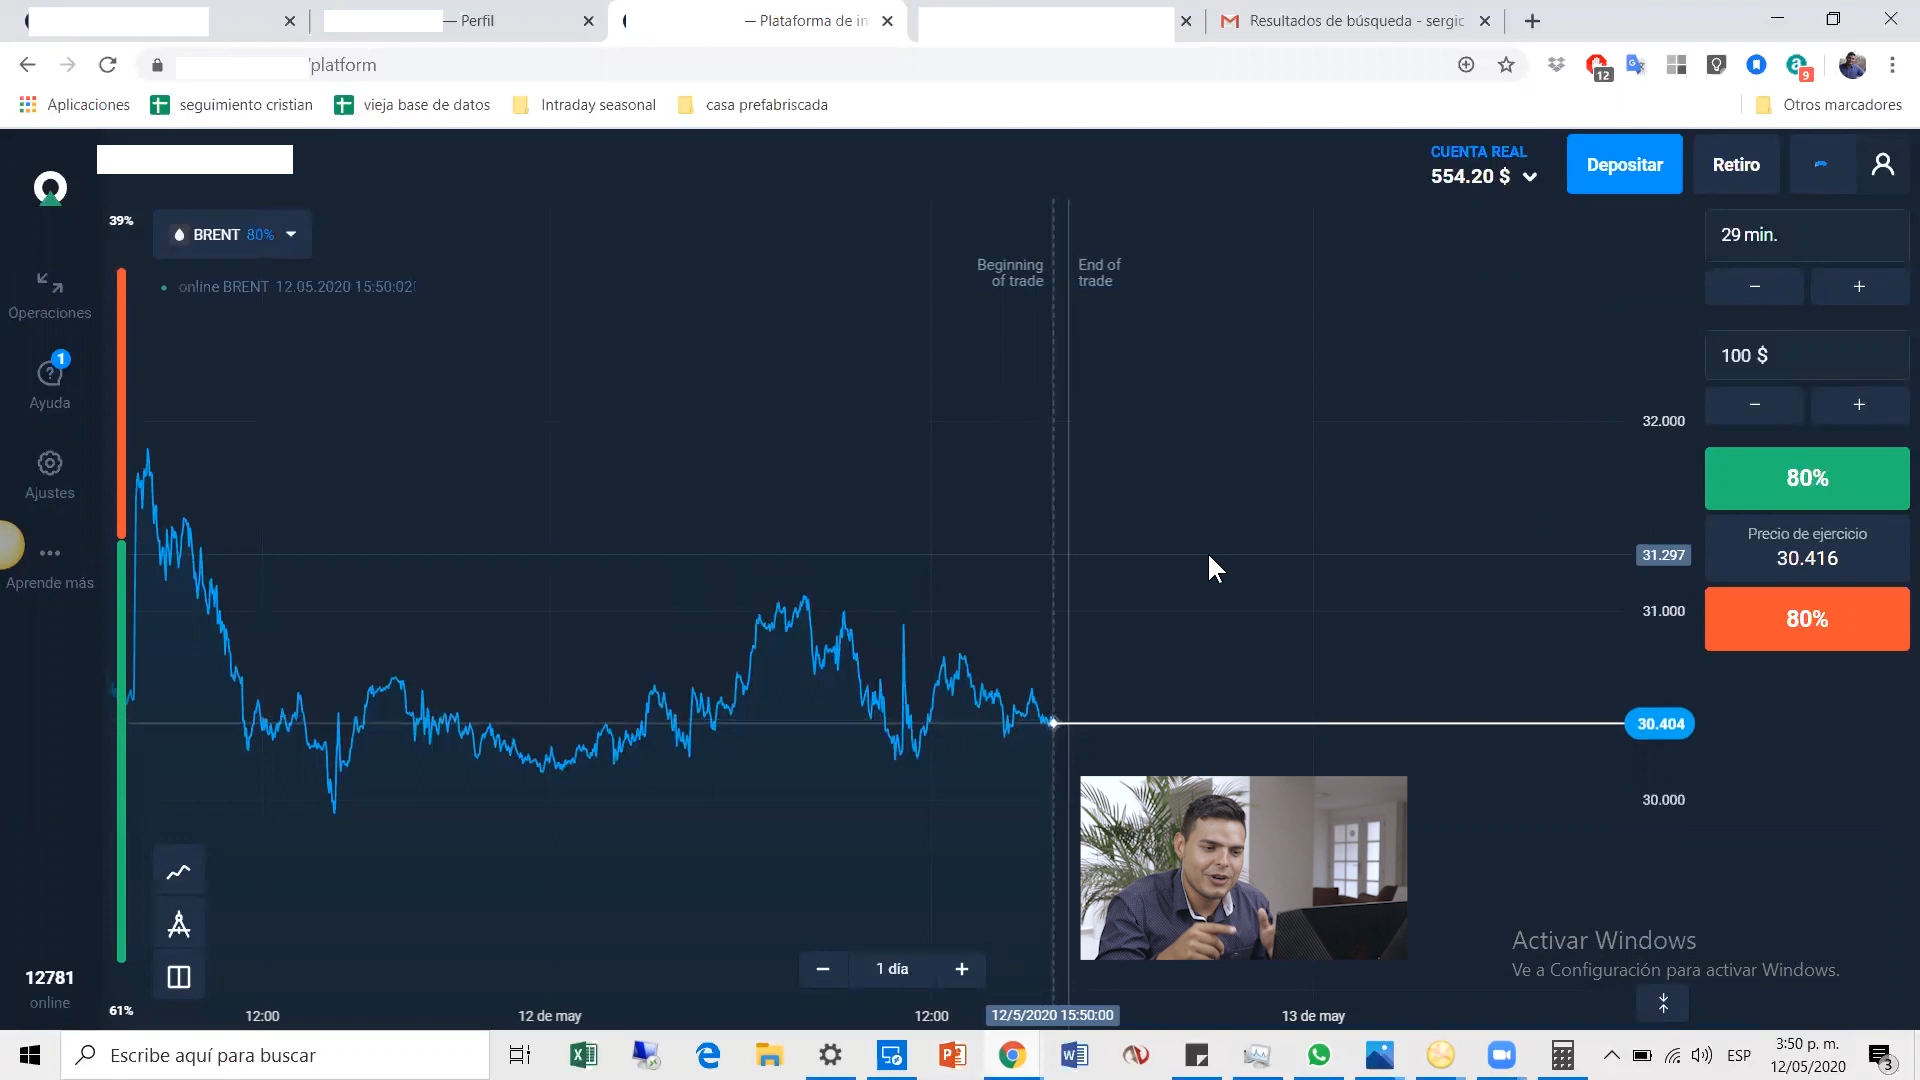 — Perfil
— Plataforma de in
Resultados de búsqueda - sergic
/platform
12
9
Aplicaciones
seguimiento cristian
vieja base de datos
Intraday seasonal
casa prefabriscada
Otros marcadores
CUENTA REAL
554.20 $
Depositar
Retiro
39%
BRENT 80%
online BRENT 12.05.2020 15:50:02
Beginning
of trade
End of
trade
29 min.
− +
100 $
− +
80%
Precio de ejercicio
30.416
80%
Operaciones
1
Ayuda
Ajustes
Aprende más
32.000
31.297
31.000
30.404
30.000
12781
online
61%
− 1 día +
12:00
12 de may
12:00
12/5/2020 15:50:00
13 de may
Activar Windows
Ve a Configuración para activar Windows.
Escribe aquí para buscar
ESP
3:50 p. m.
12/05/2020
3